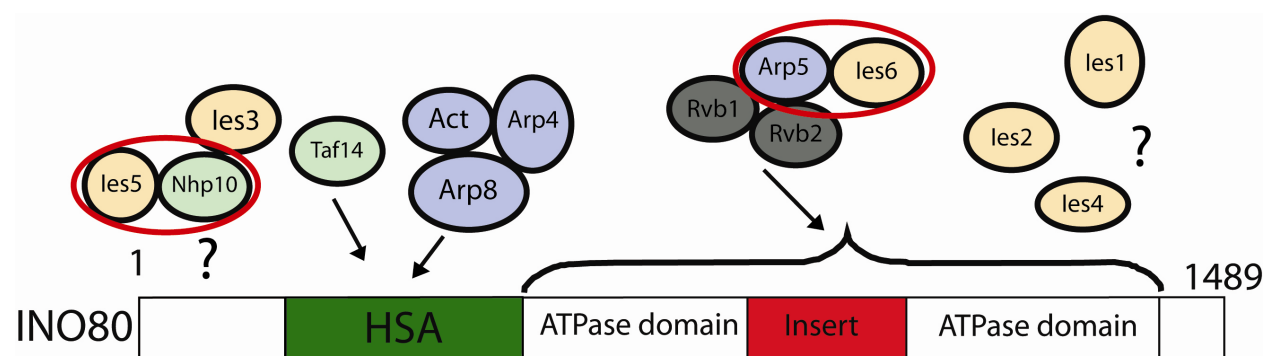 Ies3
Ies5
Nhp10
Taf14
Act
Arp4
Arp8
Rvb1
Rvb2
Arp5
Ies6
Ies1
Ies2
Ies4
?
1
?
1489
INO80
HSA
ATPase domain
Insert
ATPase domain